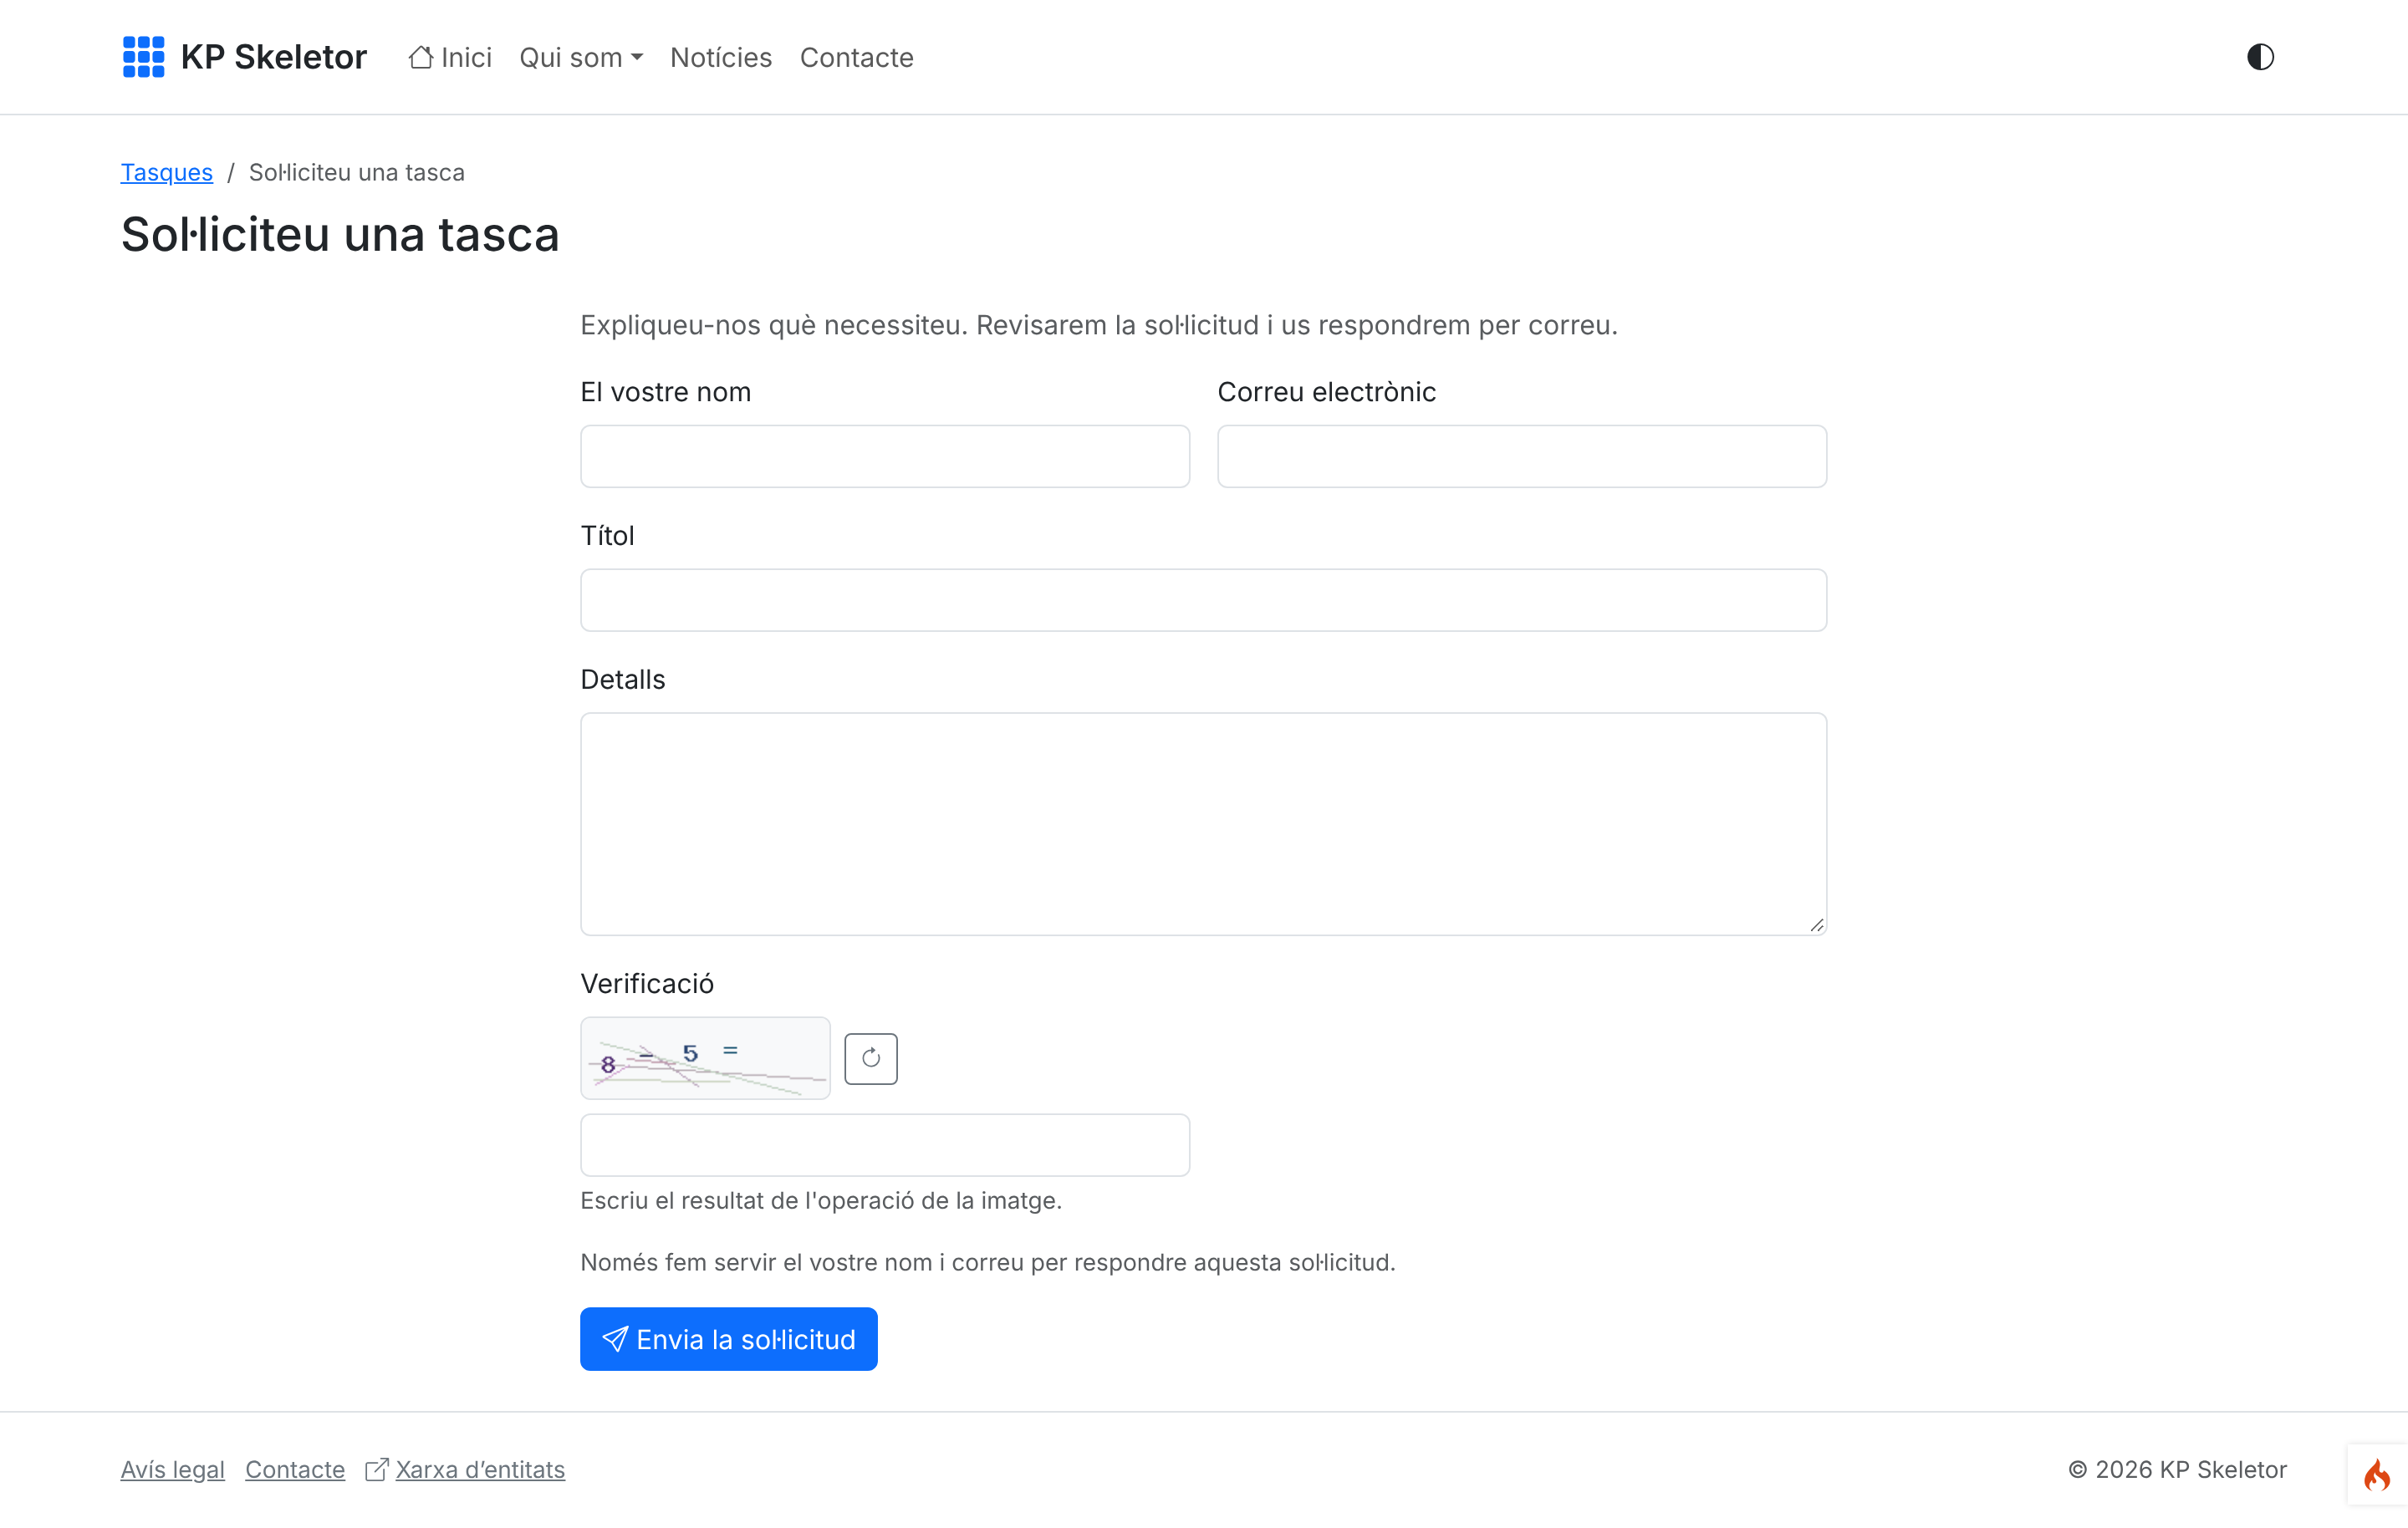 KP Skeletor Inici Qui som Notícies Contacte
Tasques / Sol·liciteu una tasca
Sol·liciteu una tasca
Expliqueu-nos què necessiteu. Revisarem la sol·licitud i us respondrem per correu.
El vostre nom Correu electrònic
Títol
Detalls
Verificació
8 - 5 =
Escriu el resultat de l'operació de la imatge.
Només fem servir el vostre nom i correu per respondre aquesta sol·licitud.
Envia la sol·licitud
Avís legal Contacte Xarxa d’entitats © 2026 KP Skeletor